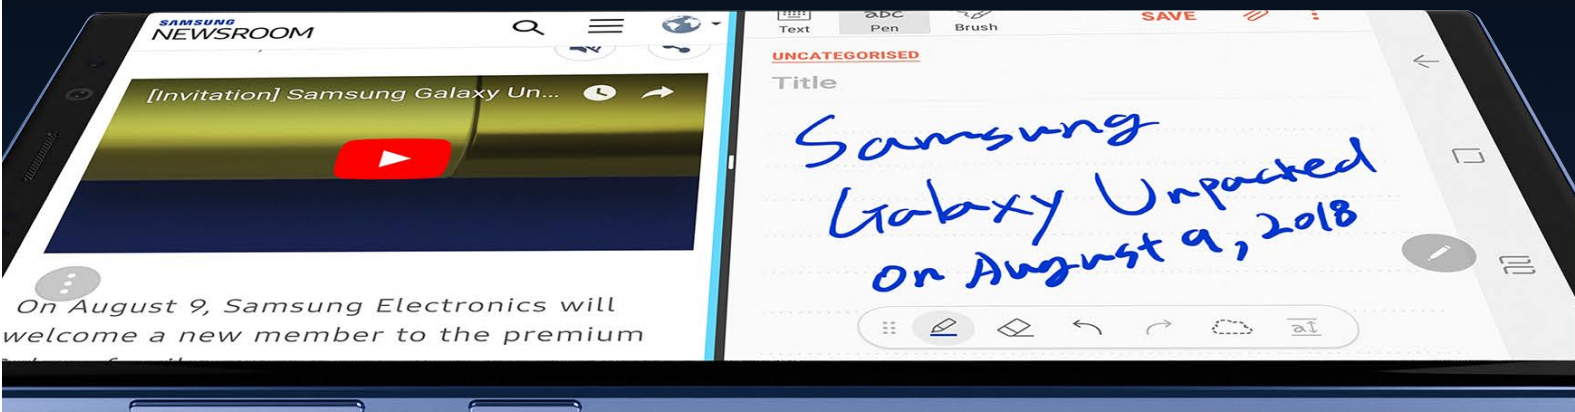 SAMSUNG
NEWSROOM
[Invitation] Samsung Galaxy Un...
On August 9, Samsung Electronics will
welcome a new member to the premium
Text
abc
Pen
Brush
SAVE
UNCATEGORISED
Title
Samsung
Galaxy Unpacked
on August 9, 2018